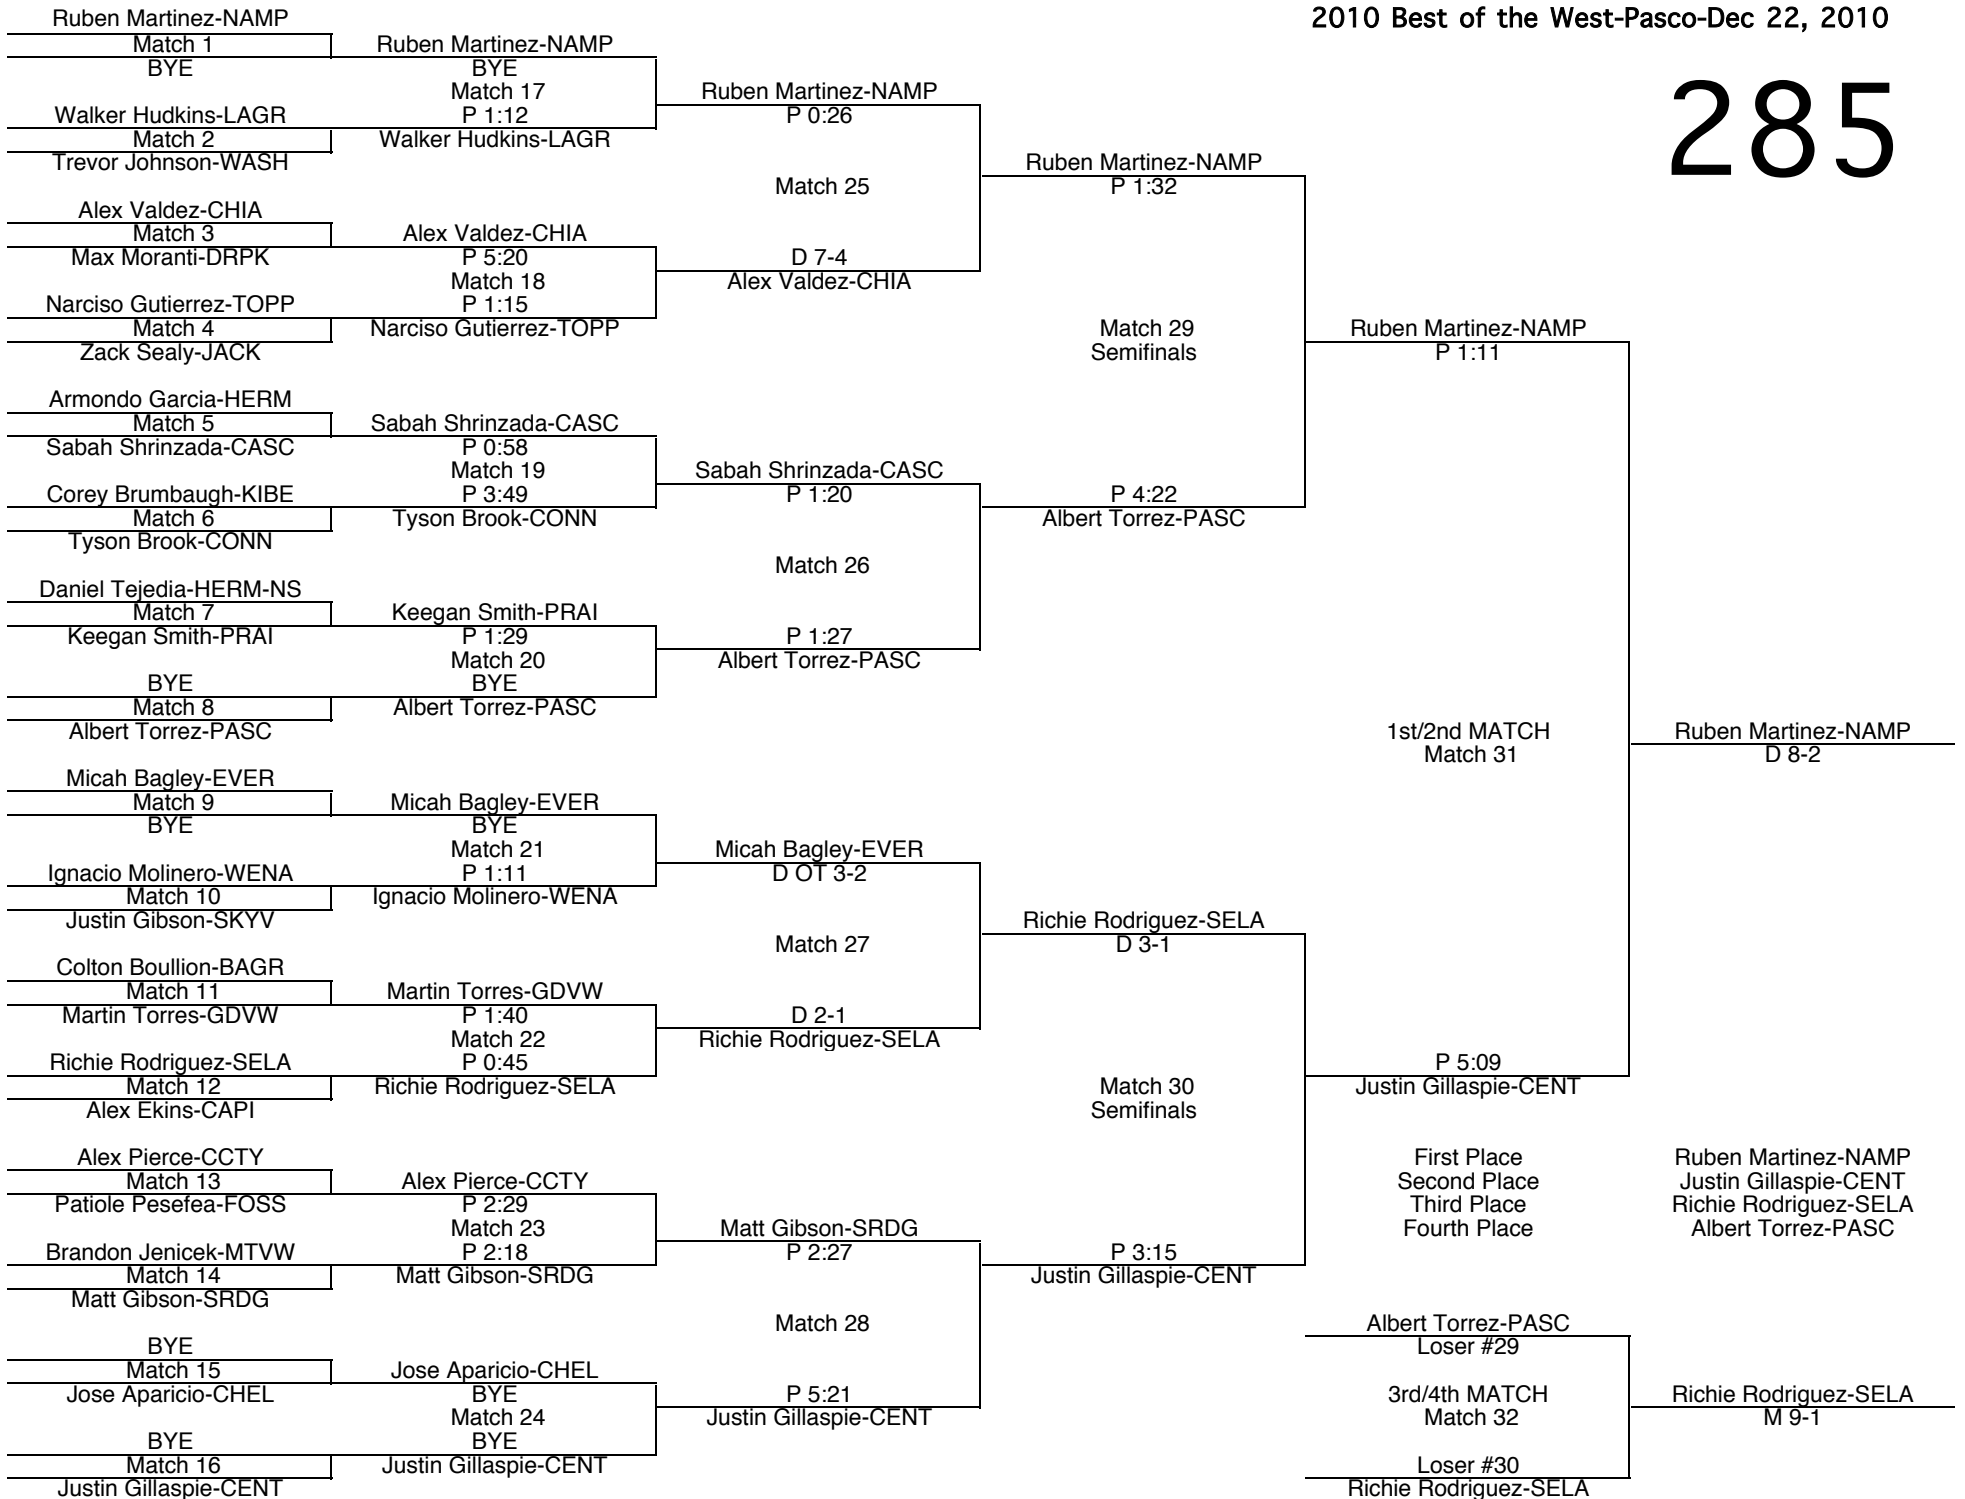 2010 Best of the West-Pasco-Dec 22, 2010
285
Ruben Martinez-NAMP
Match 1
BYE
Walker Hudkins-LAGR
Match 2
Trevor Johnson-WASH
Alex Valdez-CHIA
Match 3
Max Moranti-DRPK
Narciso Gutierrez-TOPP
Match 4
Zack Sealy-JACK
Armondo Garcia-HERM
Match 5
Sabah Shrinzada-CASC
Corey Brumbaugh-KIBE
Match 6
Tyson Brook-CONN
Daniel Tejedia-HERM-NS
Match 7
Keegan Smith-PRAI
BYE
Match 8
Albert Torrez-PASC
Micah Bagley-EVER
Match 9
BYE
Ignacio Molinero-WENA
Match 10
Justin Gibson-SKYV
Colton Boullion-BAGR
Match 11
Martin Torres-GDVW
Richie Rodriguez-SELA
Match 12
Alex Ekins-CAPI
Alex Pierce-CCTY
Match 13
Patiole Pesefea-FOSS
Brandon Jenicek-MTVW
Match 14
Matt Gibson-SRDG
BYE
Match 15
Jose Aparicio-CHEL
BYE
Match 16
Justin Gillaspie-CENT
Ruben Martinez-NAMP
BYE
Match 17
P 1:12
Walker Hudkins-LAGR
Alex Valdez-CHIA
P 5:20
Match 18
P 1:15
Narciso Gutierrez-TOPP
Sabah Shrinzada-CASC
P 0:58
Match 19
P 3:49
Tyson Brook-CONN
Keegan Smith-PRAI
P 1:29
Match 20
BYE
Albert Torrez-PASC
Micah Bagley-EVER
BYE
Match 21
P 1:11
Ignacio Molinero-WENA
Martin Torres-GDVW
P 1:40
Match 22
P 0:45
Richie Rodriguez-SELA
Alex Pierce-CCTY
P 2:29
Match 23
P 2:18
Matt Gibson-SRDG
Jose Aparicio-CHEL
BYE
Match 24
BYE
Justin Gillaspie-CENT
Ruben Martinez-NAMP
P 0:26
Match 25
D 7-4
Alex Valdez-CHIA
Sabah Shrinzada-CASC
P 1:20
Match 26
P 1:27
Albert Torrez-PASC
Micah Bagley-EVER
D OT 3-2
Match 27
D 2-1
Richie Rodriguez-SELA
Matt Gibson-SRDG
P 2:27
Match 28
P 5:21
Justin Gillaspie-CENT
Ruben Martinez-NAMP
P 1:32
Match 29
Semifinals
P 4:22
Albert Torrez-PASC
Richie Rodriguez-SELA
D 3-1
Match 30
Semifinals
P 3:15
Justin Gillaspie-CENT
Ruben Martinez-NAMP
P 1:11
1st/2nd MATCH
Match 31
P 5:09
Justin Gillaspie-CENT
Ruben Martinez-NAMP
D 8-2
First Place Ruben Martinez-NAMP
Second Place Justin Gillaspie-CENT
Third Place Richie Rodriguez-SELA
Fourth Place Albert Torrez-PASC
Albert Torrez-PASC
Loser #29
3rd/4th MATCH
Match 32
Loser #30
Richie Rodriguez-SELA
Richie Rodriguez-SELA
M 9-1